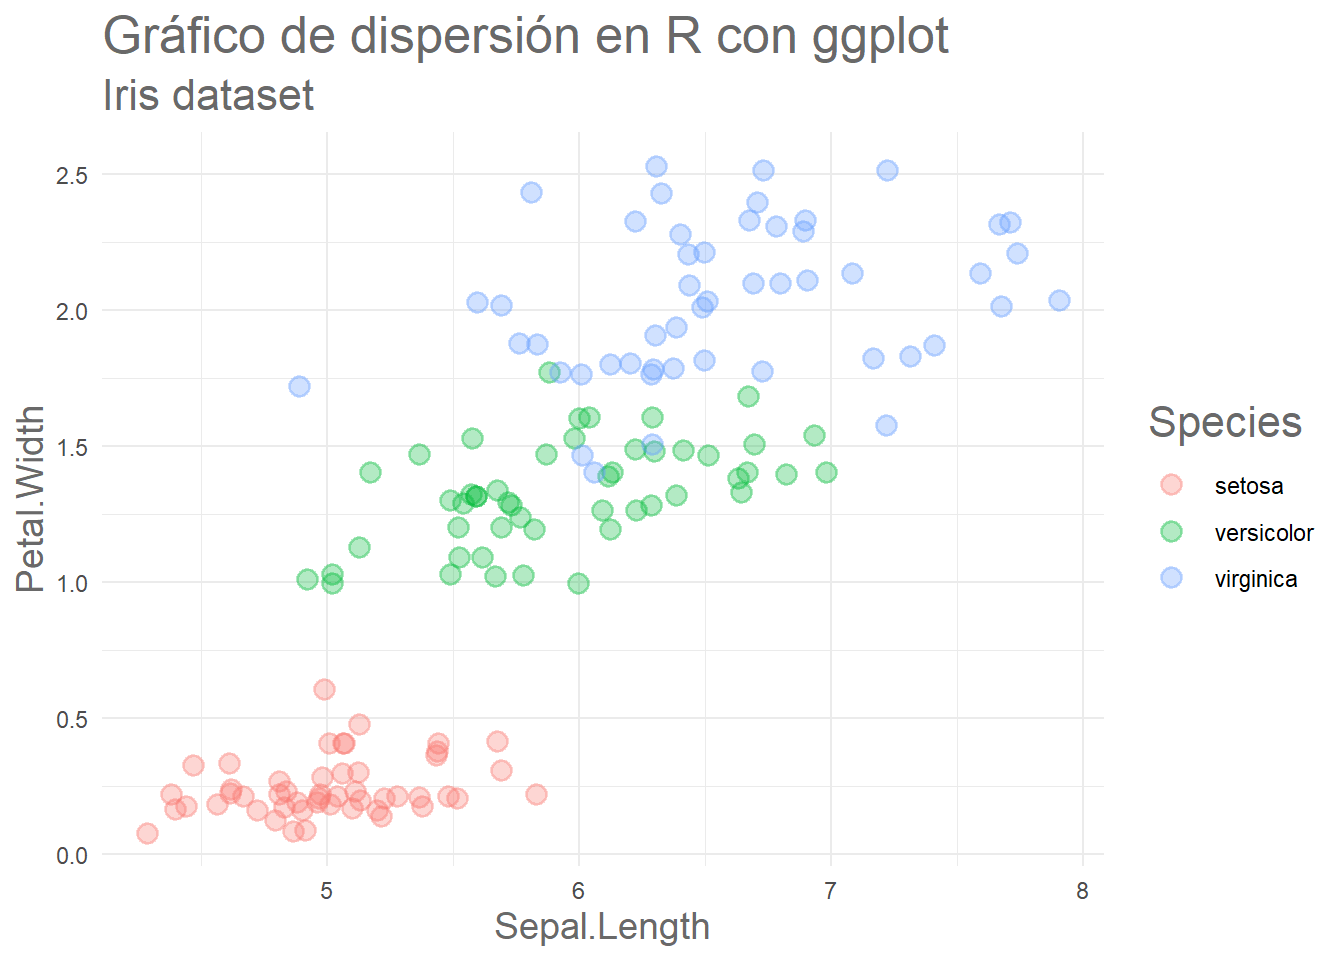 Gráfico de dispersión en R con ggplot
Iris dataset
2.5
2.0
1.5
1.0
0.5
0.0
Petal.Width
5 6 7 8
Sepal.Length
Species
setosa
versicolor
virginica